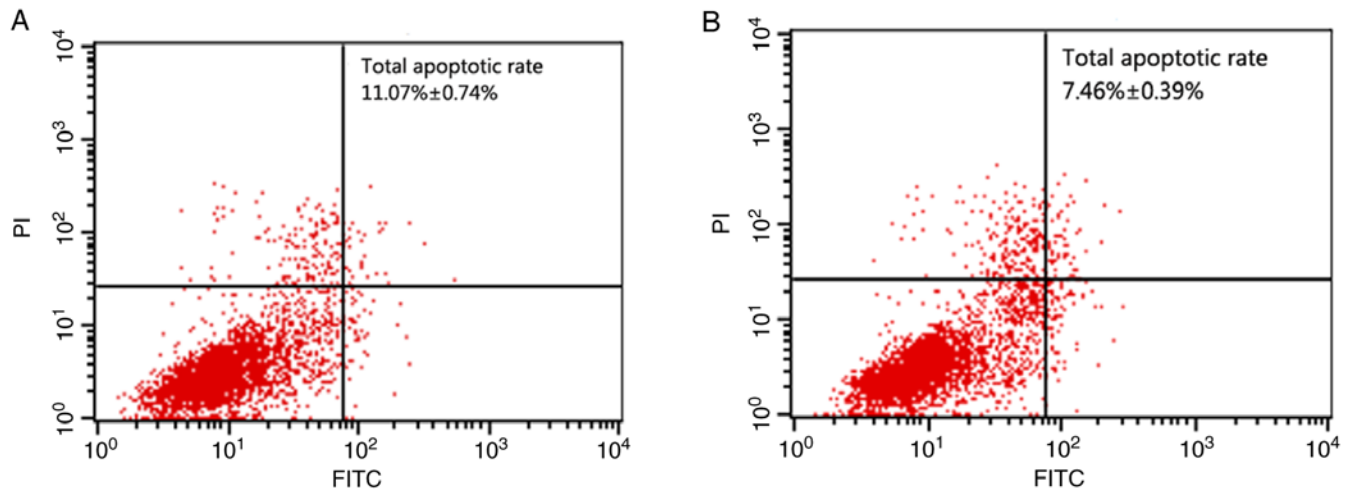 A
Total apoptotic rate
11.07%±0.74%
PI
10⁴
10³
10²
10¹
10⁰
10⁰ 10¹ 10² 10³ 10⁴
FITC
B
Total apoptotic rate
7.46%±0.39%
PI
10⁴
10³
10²
10¹
10⁰
10⁰ 10¹ 10² 10³ 10⁴
FITC